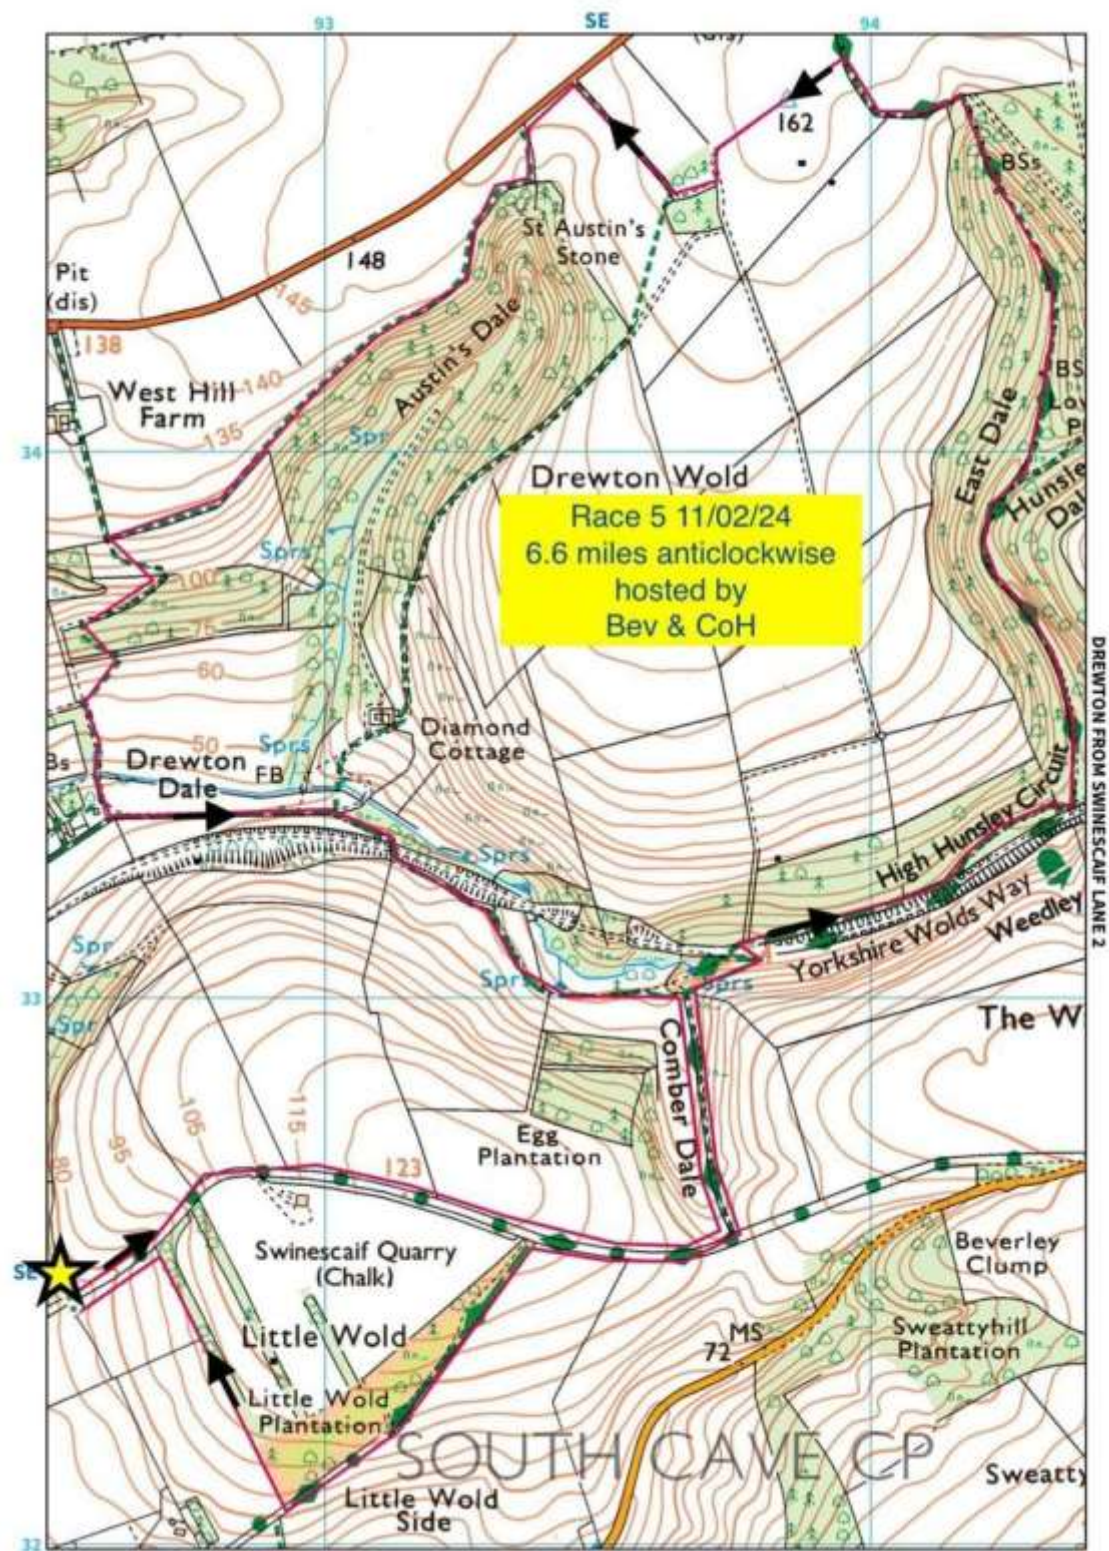 93
SE
94
162
BSs
St Austin's
Stone
148
145
Pit
(dis)
138
140
West Hill
Farm
135
Austin's Dale
Spr
34
Drewton Wold
East Dale
Race 5 11/02/24
6.6 miles anticlockwise
hosted by
Bev & CoH
Sprs
100
75
60
50
Sprs
Drewton
Dale
FB
Diamond
Cottage
Bs
DREWTON FROM SWINESCAIF LANE 2
High Hunsley Circuit
Sprs
Yorkshire Wolds Way
Weedley
Spr
Sprs
Sprs
33
Spr
The W
Comber Dale
105
115
95
80
Egg
Plantation
123
Swinescaif Quarry
(Chalk)
Beverley
Clump
SE
Little Wold
MS
72
Sweattyhill
Plantation
Little Wold
Plantation
SOUTH CAVE CP
Sweatty
Little Wold
Side
32